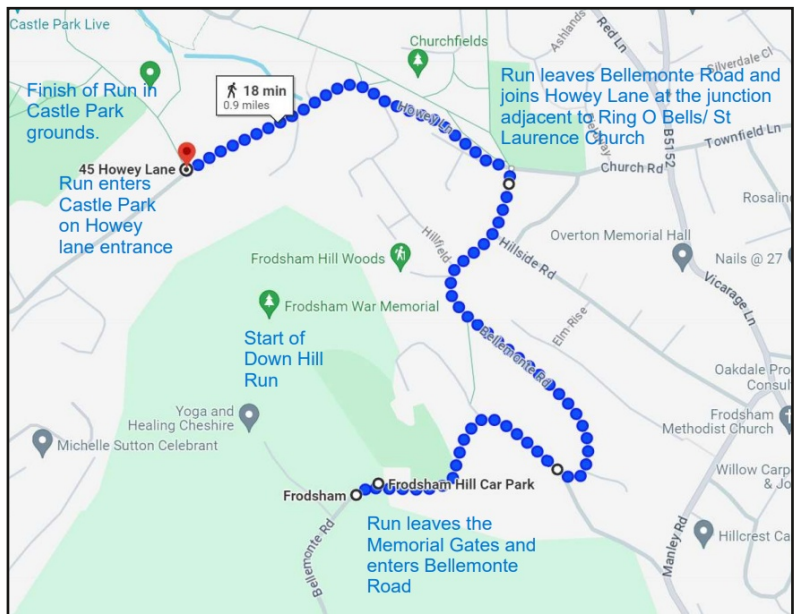 Castle Park Live
Churchfields
Ashlands
Red Ln
Silverdale Cl
Finish of Run in
Castle Park
grounds.
18 min
0.9 miles
Run leaves Bellemonte Road and
joins Howey Lane at the junction
adjacent to Ring O Bells/ St
Laurence Church
Howey Ln
B5152
Townfield Ln
Church Rd
45 Howey Lane
Run enters
Castle Park
on Howey
lane entrance
Rosalin
Overton Memorial Hall
Hillfield
Hillside Rd
Nails @ 27
Frodsham Hill Woods
Vicarage Ln
Frodsham War Memorial
Elm Rise
Bellemonte Rd
Start of
Down Hill
Run
Oakdale Pro
Consult
Yoga and
Healing Cheshire
Frodsham
Methodist Church
Michelle Sutton Celebrant
Willow Carp
& Jo
Frodsham Hill Car Park
Frodsham
Run leaves the
Memorial Gates and
enters Bellemonte
Road
Bellemonte Rd
Manley Rd
Hillcrest Ca